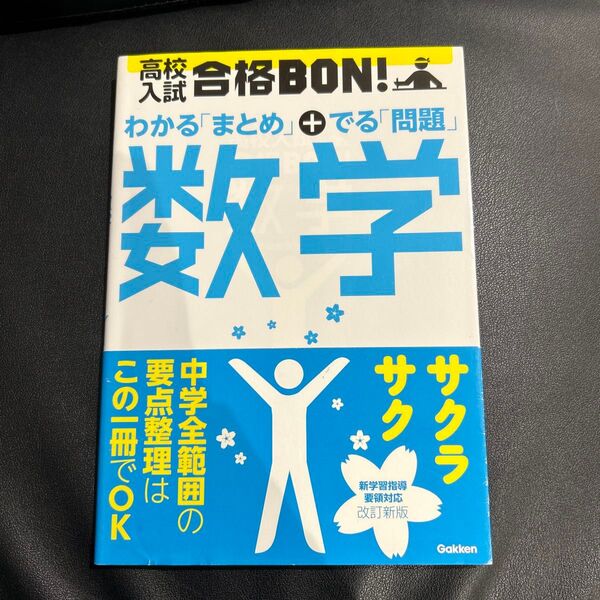 高校
入試
合格BON!
わかる「まとめ」+でる「問題」
数学
サクラ
サク
中学全範囲の
要点整理は
この一冊でOK
新学習指導
要領対応
改訂新版
Gakken